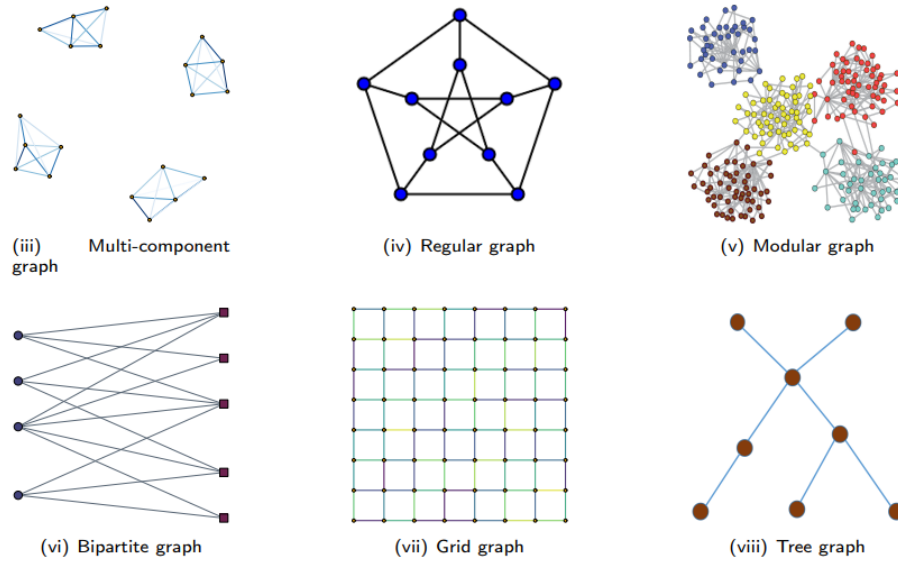 (iii) Multi-component
graph
(iv) Regular graph
(v) Modular graph
(vi) Bipartite graph
(vii) Grid graph
(viii) Tree graph